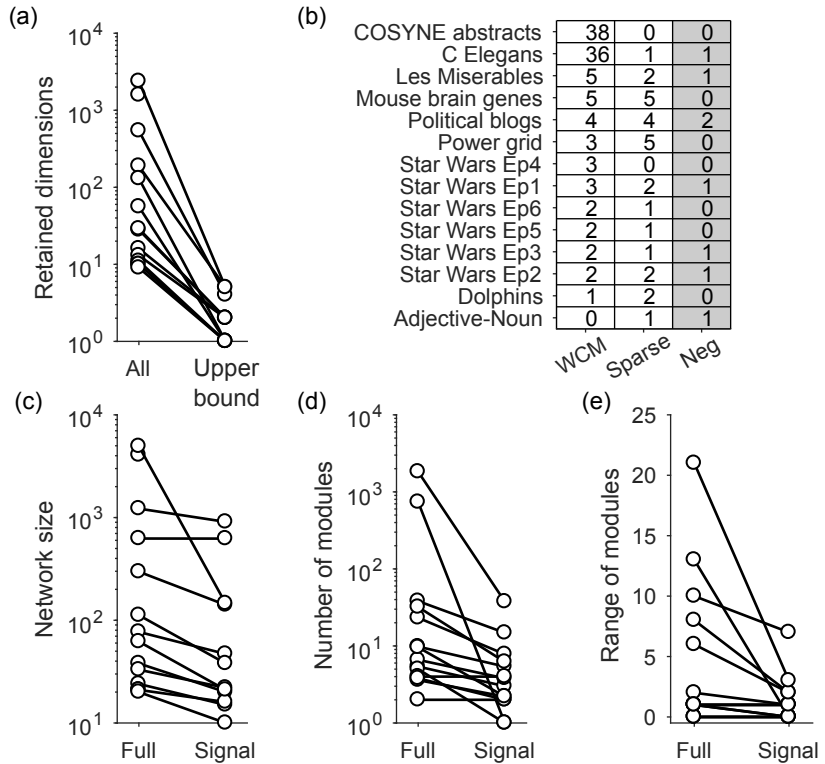 (a)
Retained dimensions
10^3
10^2
10^1
10^0
All
Upper
bound
(b)
COSYNE abstracts 38 0 0
C Elegans 36 1 1
Les Miserables 5 2 1
Mouse brain genes 5 5 0
Political blogs 4 4 2
Power grid 3 5 0
Star Wars Ep4 3 0 0
Star Wars Ep1 3 2 1
Star Wars Ep6 2 1 0
Star Wars Ep5 2 1 0
Star Wars Ep3 2 1 1
Star Wars Ep2 2 2 1
Dolphins 1 2 0
Adjective-Noun 0 1 1
WCM Sparse Neg
(c)
Network size
10^4
10^3
10^2
10^1
Full Signal
(d)
Number of modules
10^4
10^3
10^2
10^1
10^0
Full Signal
(e)
Range of modules
25
20
15
10
5
0
Full Signal